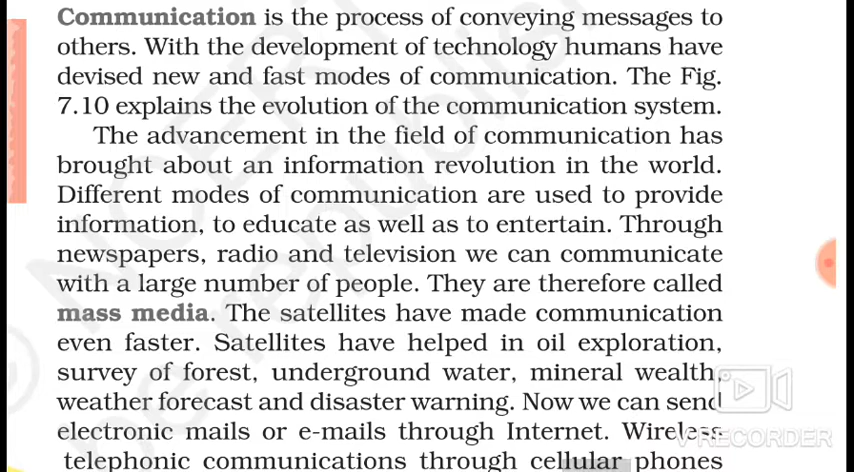 Communication is the process of conveying messages to
others. With the development of technology humans have
devised new and fast modes of communication. The Fig.
7.10 explains the evolution of the communication system.
The advancement in the field of communication has
brought about an information revolution in the world.
Different modes of communication are used to provide
information, to educate as well as to entertain. Through
newspapers, radio and television we can communicate
with a large number of people. They are therefore called
mass media. The satellites have made communication
even faster. Satellites have helped in oil exploration,
survey of forest, underground water, mineral wealth,
weather forecast and disaster warning. Now we can send
electronic mails or e-mails through Internet. Wireless
telephonic communications through cellular phones
VRECORDER
NCERT
be republished